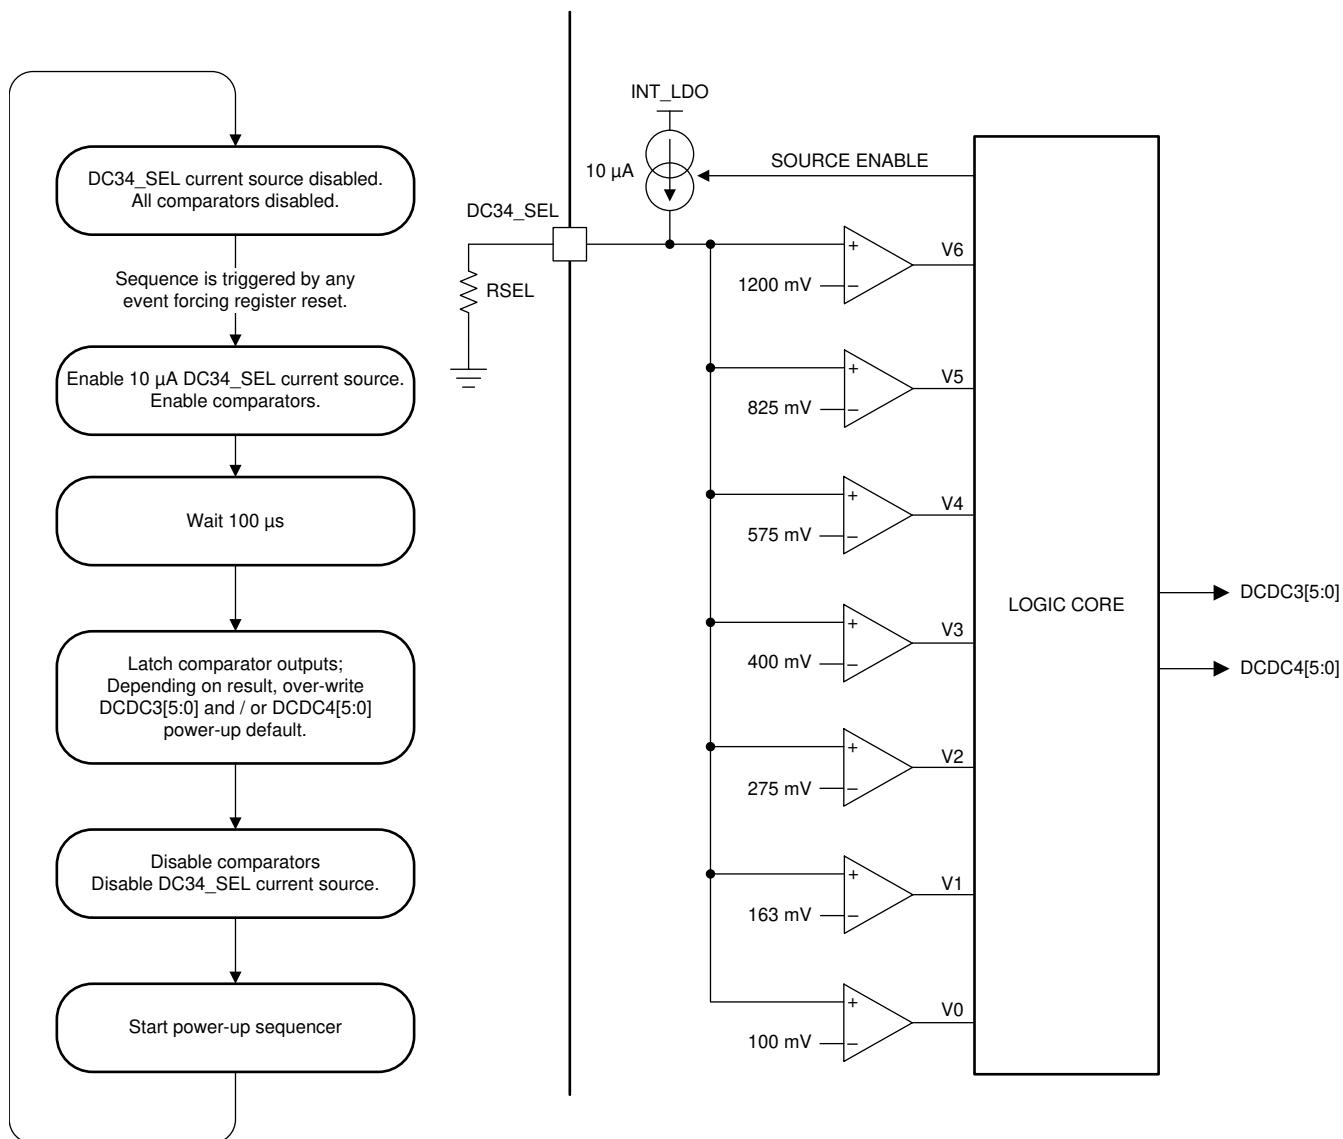 DC34_SEL current source disabled.
All comparators disabled.
Sequence is triggered by any
event forcing register reset.
Enable 10 µA DC34_SEL current source.
Enable comparators.
Wait 100 µs
Latch comparator outputs;
Depending on result, over-write
DCDC3[5:0] and / or DCDC4[5:0]
power-up default.
Disable comparators
Disable DC34_SEL current source.
Start power-up sequencer
INT_LDO
10 µA
SOURCE ENABLE
DC34_SEL
RSEL
+
V6
1200 mV
–
+
V5
825 mV
–
+
V4
575 mV
–
+
V3
400 mV
–
+
V2
275 mV
–
+
V1
163 mV
–
+
V0
100 mV
–
LOGIC CORE
DCDC3[5:0]
DCDC4[5:0]